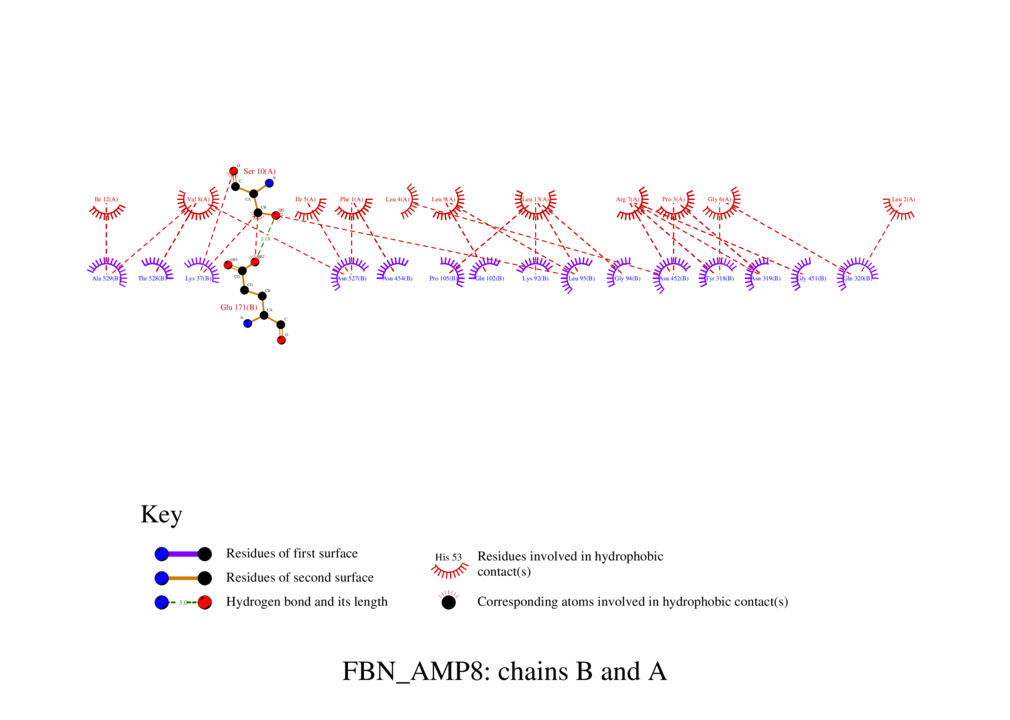 Ser 10(A)
Ile 12(A)
Val 8(A)
Ile 5(A)
Phe 1(A)
Leu 4(A)
Leu 9(A)
Leu 13(A)
Arg 7(A)
Pro 3(A)
Gly 6(A)
Leu 2(A)
Ala 529(B)
Thr 528(B)
Lys 37(B)
Asn 527(B)
Asn 454(B)
Pro 105(B)
Gln 102(B)
Lys 92(B)
Leu 95(B)
Gly 94(B)
Asn 452(B)
Tyr 318(B)
Asn 319(B)
Gly 451(B)
Gln 320(B)
Glu 171(B)
Key
Residues of first surface
Residues of second surface
3.0
Hydrogen bond and its length
His 53
Residues involved in hydrophobic
contact(s)
Corresponding atoms involved in hydrophobic contact(s)
FBN_AMP8: chains B and A